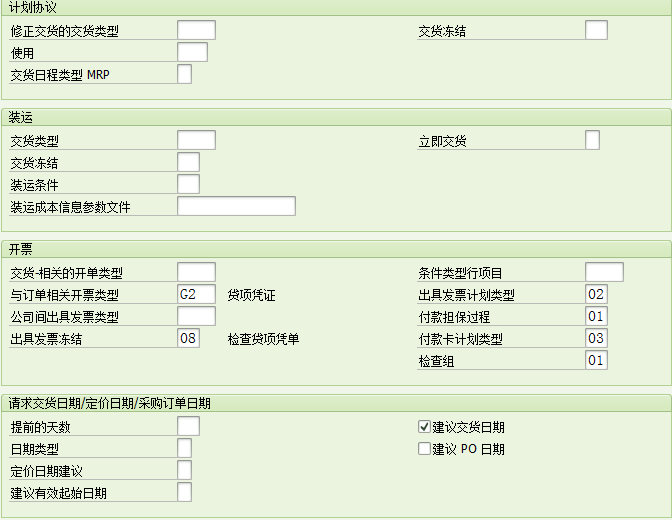 计划协议
修正交货的交货类型 交货冻结
使用
交货日程类型 MRP
装运
交货类型 立即交货
交货冻结
装运条件
装运成本信息参数文件
开票
交货-相关的开单类型 条件类型行项目
与订单相关开票类型 G2 贷项凭证 出具发票计划类型 02
公司间出具发票类型 付款担保过程 01
出具发票冻结 08 检查贷项凭单 付款卡计划类型 03
检查组 01
请求交货日期/定价日期/采购订单日期
提前的天数 建议交货日期
日期类型 建议 PO 日期
定价日期建议
建议有效起始日期